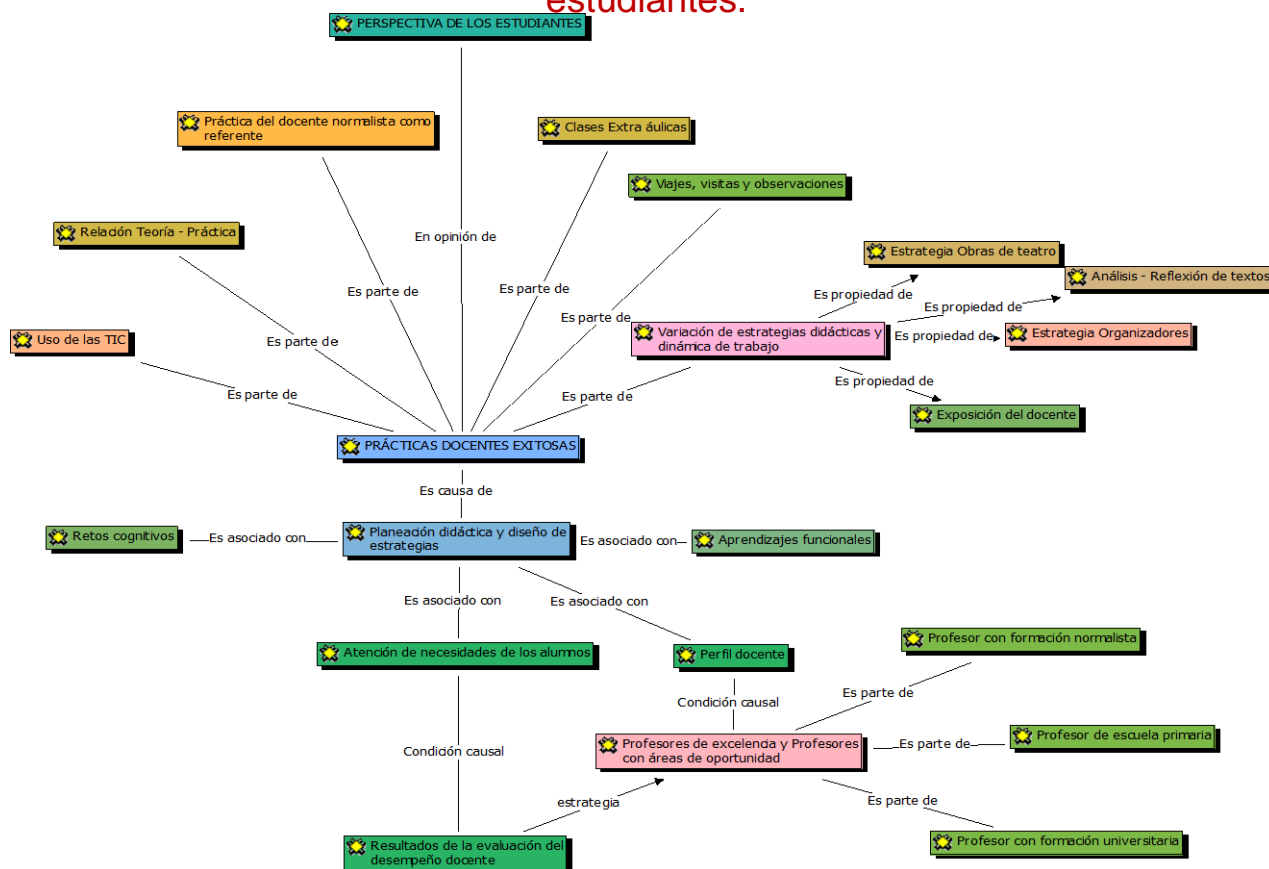 estudiantes.
PERSPECTIVA DE LOS ESTUDIANTES
Práctica del docente normalista como
referente
Clases Extra áulicas
Viajes, visitas y observaciones
Relación Teoría - Práctica
En opinión de
Estrategia Obras de teatro
Análisis - Reflexión de textos
Es parte de
Es parte de
Es propiedad de
Es propiedad de
Es parte de
Uso de las TIC
Es parte de
Variación de estrategias didácticas y
dinámica de trabajo
Es propiedad de
Estrategia Organizadores
Es parte de
Es parte de
Es propiedad de
Exposición del docente
PRÁCTICAS DOCENTES EXITOSAS
Es causa de
Retos cognitivos
Es asociado con
Planeación didáctica y diseño de
estrategias
Es asociado con
Aprendizajes funcionales
Es asociado con
Es asociado con
Profesor con formación normalista
Atención de necesidades de los alumnos
Perfil docente
Condición causal
Es parte de
Condición causal
Profesores de excelencia y Profesores
con áreas de oportunidad
Es parte de
Profesor de escuela primaria
estrategia
Es parte de
Resultados de la evaluación del
desempeño docente
Profesor con formación universitaria